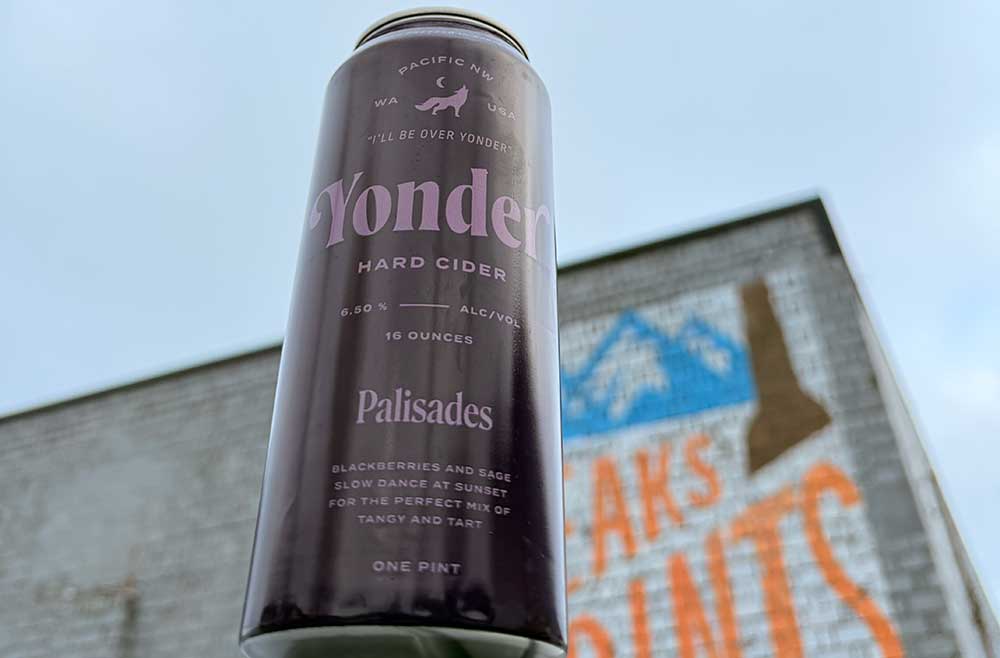 PACIFIC NW
WA USA
"I'LL BE OVER YONDER"
Yonder
HARD CIDER
6.50 % ALC/VOL
16 OUNCES
Palisades
BLACKBERRIES AND SAGE
SLOW DANCE AT SUNSET
FOR THE PERFECT MIX OF
TANGY AND TART
ONE PINT